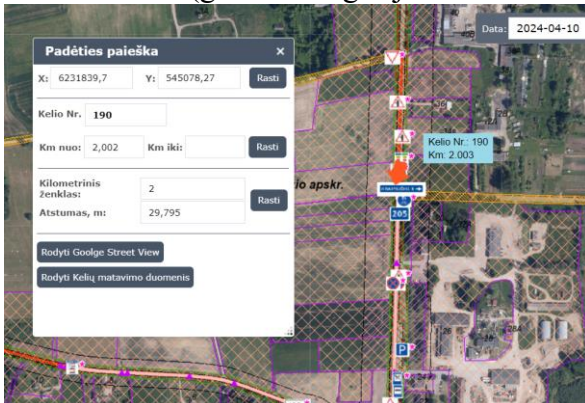 Data: 2024-04-10
Padėties paieška ×
X: 6231839,7 Y: 545078,27 Rasti
Kelio Nr. 190
Km nuo: 2,002 Km iki: Rasti
Kilometrinis
ženklas: 2
Rasti
Atstumas, m: 29,795
Rodyti Goolge Street View
Rodyti Kelių matavimo duomenis
Kelio Nr.: 190
Km: 2.003
io apskr.
205
P
28A